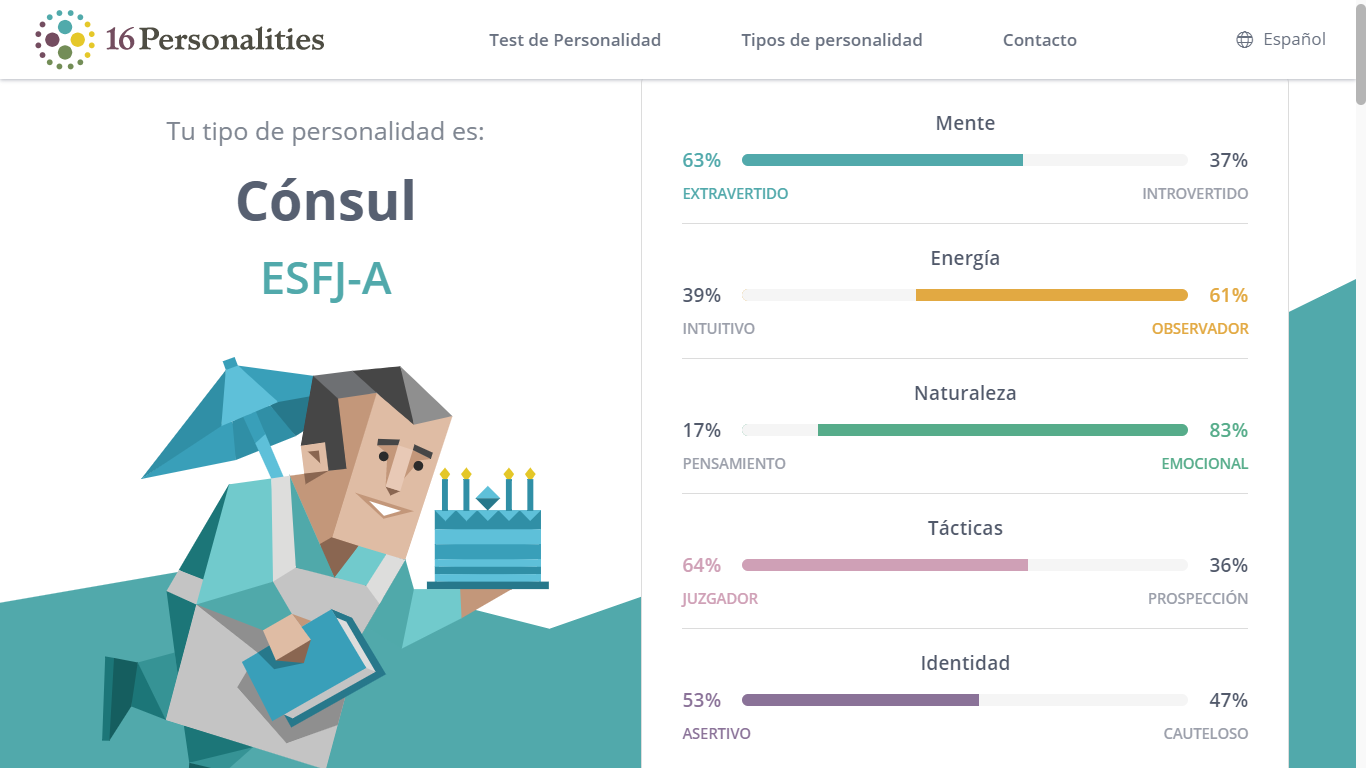 16Personalities
Test de Personalidad
Tipos de personalidad
Contacto
Español
Tu tipo de personalidad es:
Cónsul
ESFJ-A
Mente
63% 37%
EXTRAVERTIDO INTROVERTIDO
Energía
39% 61%
INTUITIVO OBSERVADOR
Naturaleza
17% 83%
PENSAMIENTO EMOCIONAL
Tácticas
64% 36%
JUZGADOR PROSPECCIÓN
Identidad
53% 47%
ASERTIVO CAUTELOSO